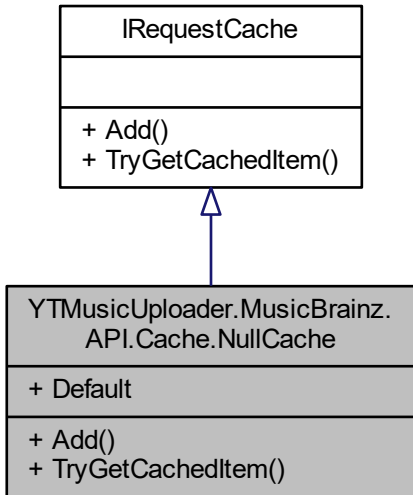 IRequestCache
+ Add()
+ TryGetCachedItem()
YTMusicUploader.MusicBrainz.
API.Cache.NullCache
+ Default
+ Add()
+ TryGetCachedItem()